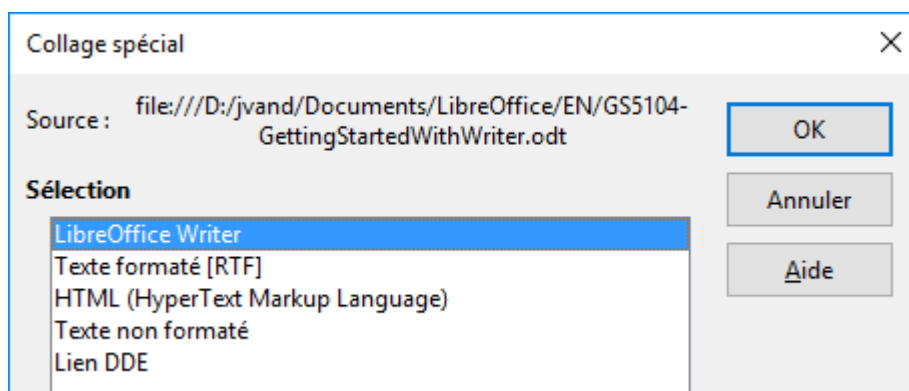 Collage spécial
Source : file:///D:/jvand/Documents/LibreOffice/EN/GS5104-
GettingStartedWithWriter.odt
OK
Sélection
Annuler
LibreOffice Writer
Texte formaté [RTF]
Aide
HTML (HyperText Markup Language)
Texte non formaté
Lien DDE